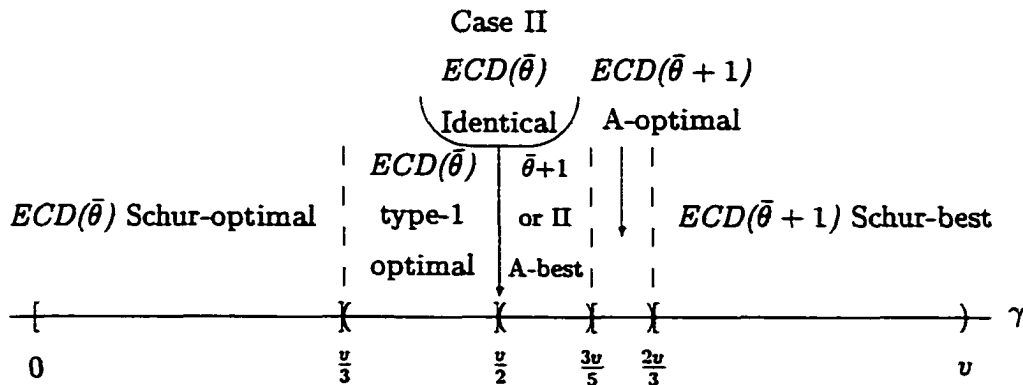 Case II
ECD(θ̄) ECD(θ̄ + 1)
Identical A-optimal
ECD(θ̄) θ̄+1
ECD(θ̄) Schur-optimal type-1 or II ECD(θ̄ + 1) Schur-best
optimal A-best
[ )( ]( )[ )( ) γ
0 v/3 v/2 3v/5 2v/3 v